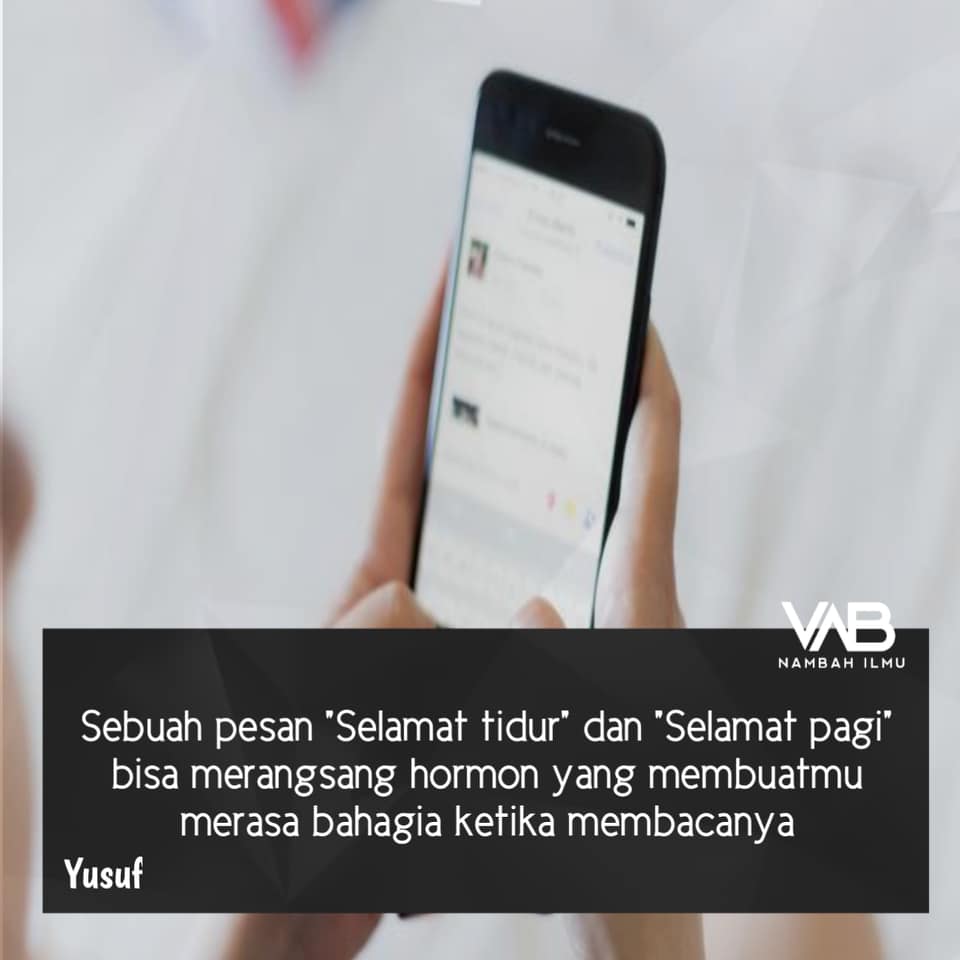 VAB
NAMBAH ILMU
Sebuah pesan "Selamat tidur" dan "Selamat pagi"
bisa merangsang hormon yang membuatmu
merasa bahagia ketika membacanya
Yusuf